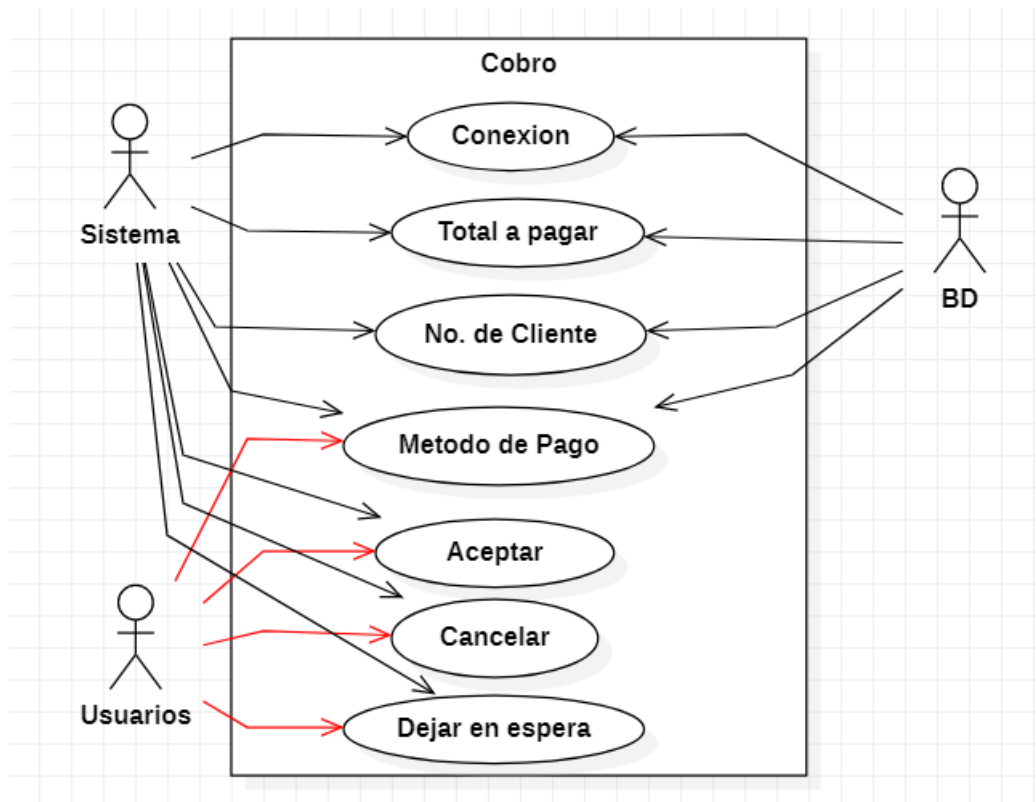 Cobro
Conexion
Sistema
Total a pagar
BD
No. de Cliente
Metodo de Pago
Aceptar
Cancelar
Usuarios
Dejar en espera